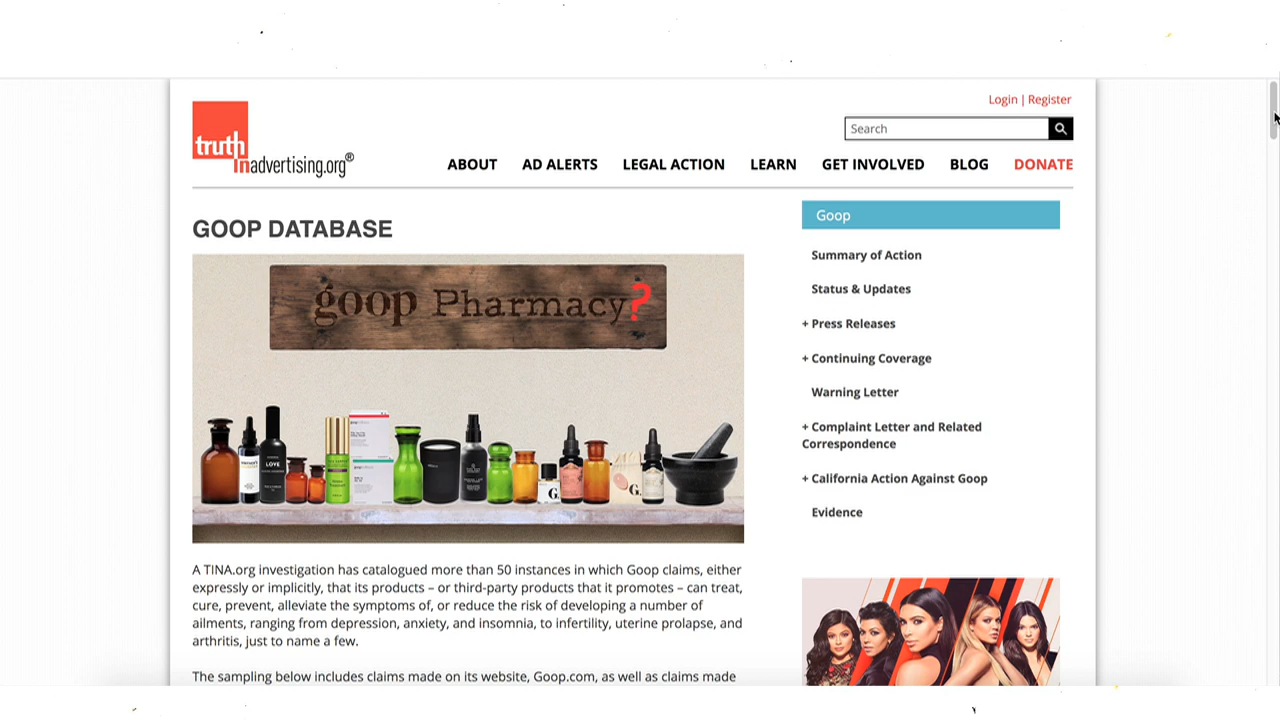 Login | Register
truth
inadvertising.org®
Search
ABOUT AD ALERTS LEGAL ACTION LEARN GET INVOLVED BLOG DONATE
GOOP DATABASE
goop Pharmacy?
LOVE
G.
G.
A TINA.org investigation has catalogued more than 50 instances in which Goop claims, either
expressly or implicitly, that its products – or third-party products that it promotes – can treat,
cure, prevent, alleviate the symptoms of, or reduce the risk of developing a number of
ailments, ranging from depression, anxiety, and insomnia, to infertility, uterine prolapse, and
arthritis, just to name a few.
The sampling below includes claims made on its website, Goop.com, as well as claims made
Goop
Summary of Action
Status & Updates
+ Press Releases
+ Continuing Coverage
Warning Letter
+ Complaint Letter and Related
Correspondence
+ California Action Against Goop
Evidence